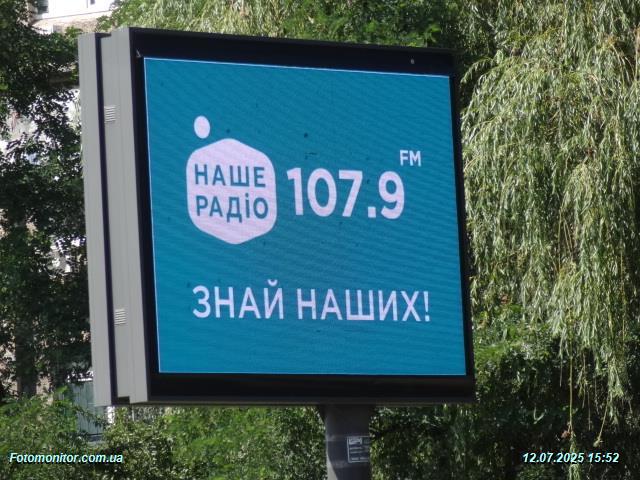 НАШЕ
РАДІО
107.9 FM
ЗНАЙ НАШИХ!
Fotomonitor.com.ua
12.07.2025 15:52